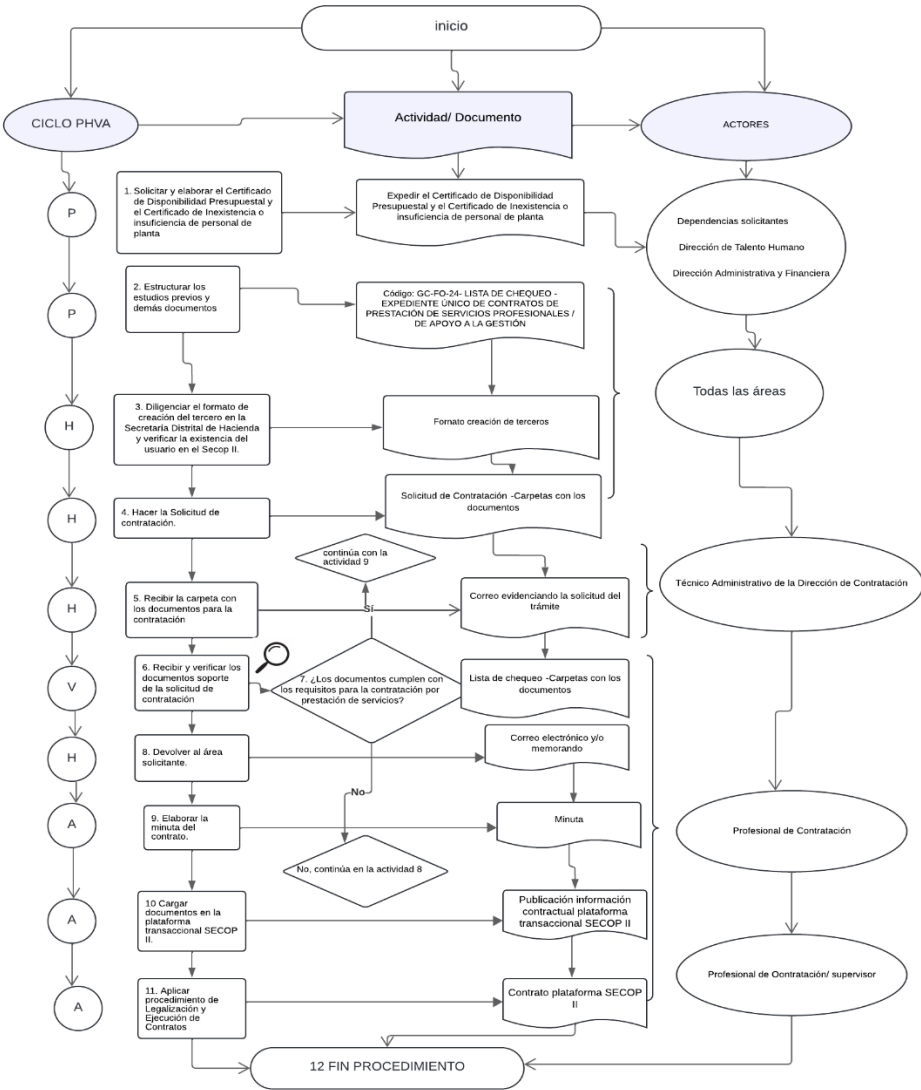 inicio
CICLO PHVA
Actividad/ Documento
ACTORES
P
1. Solicitar y elaborar el Certificado
de Disponibilidad Presupuestal y
el Certificado de Inexistencia o
insuficiencia de personal de
planta
Expedir el Certificado de Disponibilidad
Presupuestal y el Certificado de Inexistencia o
insuficiencia de personal de planta
Dependencias solicitantes
Dirección de Talento Humano
Dirección Administrativa y Financiera
P
2. Estructurar los
estudios previos y
demás documentos
Código: GC-FO-24- LISTA DE CHEQUEO -
EXPEDIENTE ÚNICO DE CONTRATOS DE
PRESTACIÓN DE SERVICIOS PROFESIONALES /
DE APOYO A LA GESTIÓN
Todas las áreas
H
3. Diligenciar el formato de
creación del tercero en la
Secretaría Distrital de Hacienda
y verificar la existencia del
usuario en el Secop II.
Fornato creación de terceros
H
4. Hacer la Solicitud de
contratación.
Solicitud de Contratación -Carpetas con los
documentos
continúa con la
actividad 9
Técnico Administrativo de la Dirección de Contratación
H
5. Recibir la carpeta con
los documentos para la
contratación
Sí
Correo evidenciando la solicitud del
trámite
V
6. Recibir y verificar los
documentos soporte
de la solicitud de
contratación
7. ¿Los documentos cumplen con
los requisitos para la contratación por
prestación de servicios?
Lista de chequeo -Carpetas con los
documentos
H
8. Devolver al área
solicitante.
Correo electrónico y/o
memorando
No
A
9. Elaborar la
minuta del
contrato.
Minuta
Profesional de Contratación
No, continúa en la actividad 8
A
10 Cargar
documentos en la
plataforma
transaccional SECOP
II.
Publicación información
contractual plataforma
transaccional SECOP II
Profesional de Oontratación/ supervisor
A
11. Aplicar
procedimiento de
Legalización y
Ejecución de
Contratos
Contrato plataforma SECOP
II
12 FIN PROCEDIMIENTO